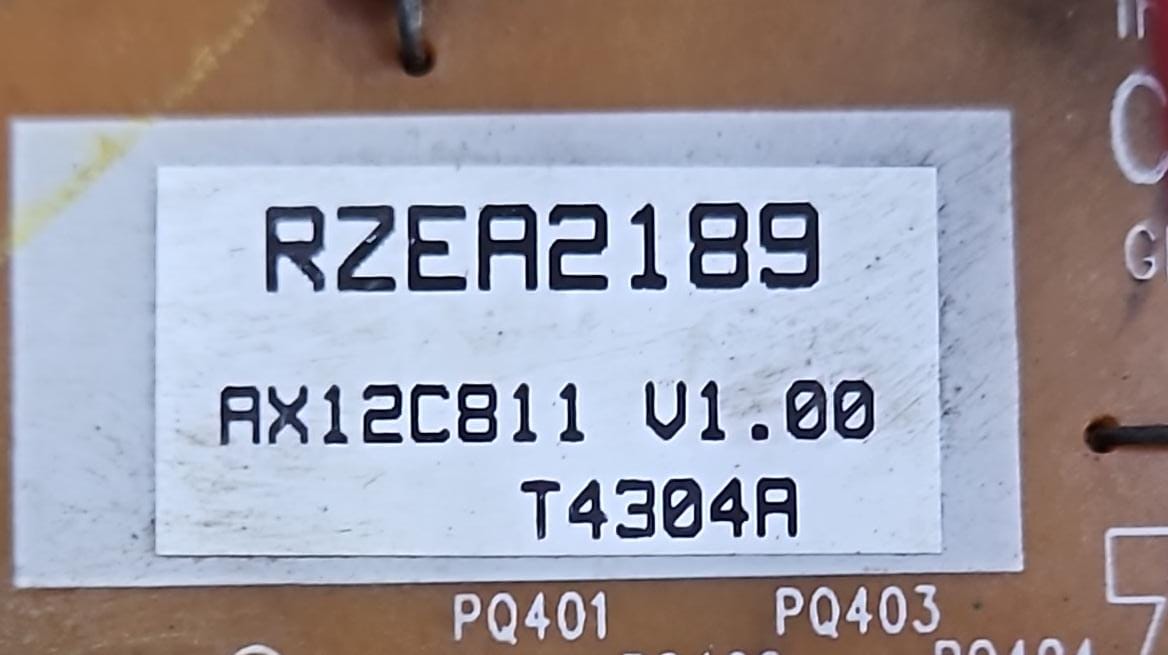 RZEA2189
AX12C811 V1.00
T4304A
PQ401 PQ403